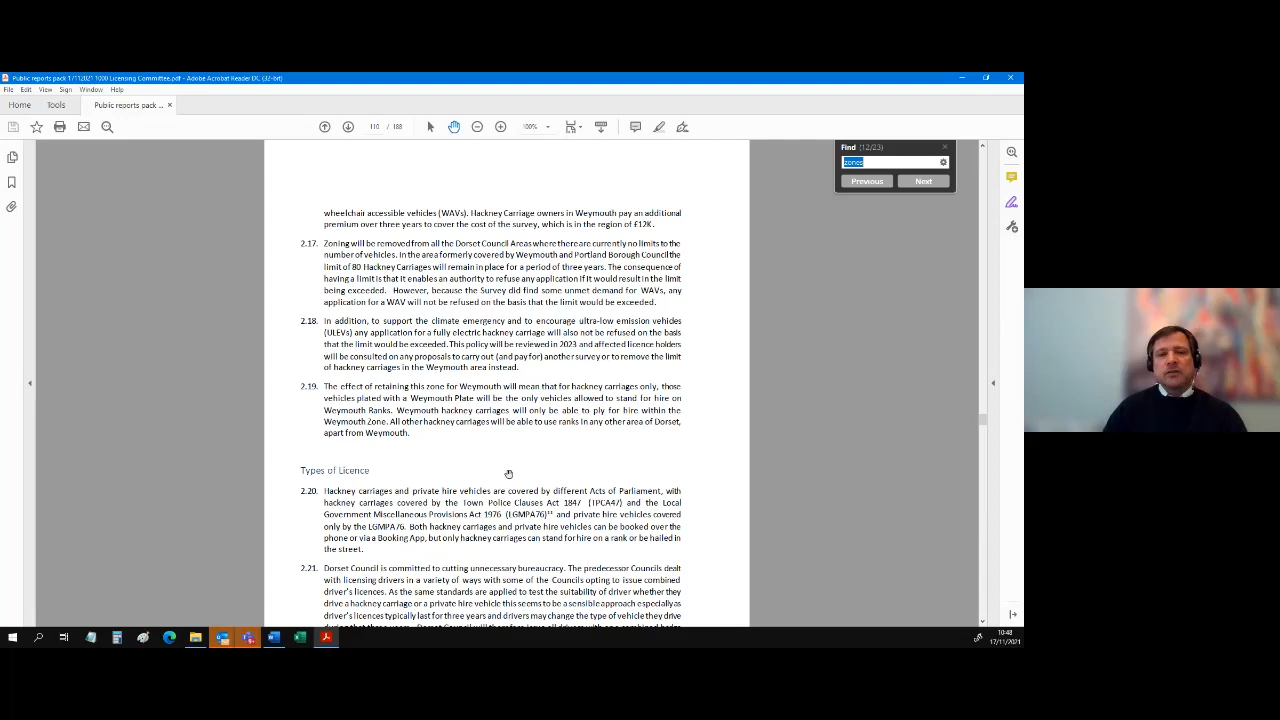 Public reports pack 17112021 1000 Licensing Committee.pdf - Adobe Acrobat Reader DC (32-bit)
File Edit View Sign Window Help
Home Tools Public reports pack ... ×
110 / 188 100%
Find (12/23)
zones
Previous Next
wheelchair accessible vehicles (WAVs). Hackney Carriage owners in Weymouth pay an additional
premium over three years to cover the cost of the survey, which is in the region of £12K.
2.17. Zoning will be removed from all the Dorset Council Areas where there are currently no limits to the
number of vehicles. In the area formerly covered by Weymouth and Portland Borough Council the
limit of 80 Hackney Carriages will remain in place for a period of three years. The consequence of
having a limit is that it enables an authority to refuse any application if it would result in the limit
being exceeded. However, because the Survey did find some unmet demand for WAVs, any
application for a WAV will not be refused on the basis that the limit would be exceeded.
2.18. In addition, to support the climate emergency and to encourage ultra-low emission vehicles
(ULEVs) any application for a fully electric hackney carriage will also not be refused on the basis
that the limit would be exceeded. This policy will be reviewed in 2023 and affected licence holders
will be consulted on any proposals to carry out (and pay for) another survey or to remove the limit
of hackney carriages in the Weymouth area instead.
2.19. The effect of retaining this zone for Weymouth will mean that for hackney carriages only, those
vehicles plated with a Weymouth Plate will be the only vehicles allowed to stand for hire on
Weymouth Ranks. Weymouth hackney carriages will only be able to ply for hire within the
Weymouth Zone. All other hackney carriages will be able to use ranks in any other area of Dorset,
apart from Weymouth.
Types of Licence
2.20. Hackney carriages and private hire vehicles are covered by different Acts of Parliament, with
hackney carriages covered by the Town Police Clauses Act 1847 (TPCA47) and the Local
Government Miscellaneous Provisions Act 1976 (LGMPA76)¹¹ and private hire vehicles covered
only by the LGMPA76. Both hackney carriages and private hire vehicles can be booked over the
phone or via a Booking App, but only hackney carriages can stand for hire on a rank or be hailed in
the street.
2.21. Dorset Council is committed to cutting unnecessary bureaucracy. The predecessor Councils dealt
with licensing drivers in a variety of ways with some of the Councils opting to issue combined
driver's licences. As the same standards are applied to test the suitability of driver whether they
drive a hackney carriage or a private hire vehicle this seems to be a sensible approach especially as
driver's licences typically last for three years and drivers may change the type of vehicle they drive
10:48
17/11/2021